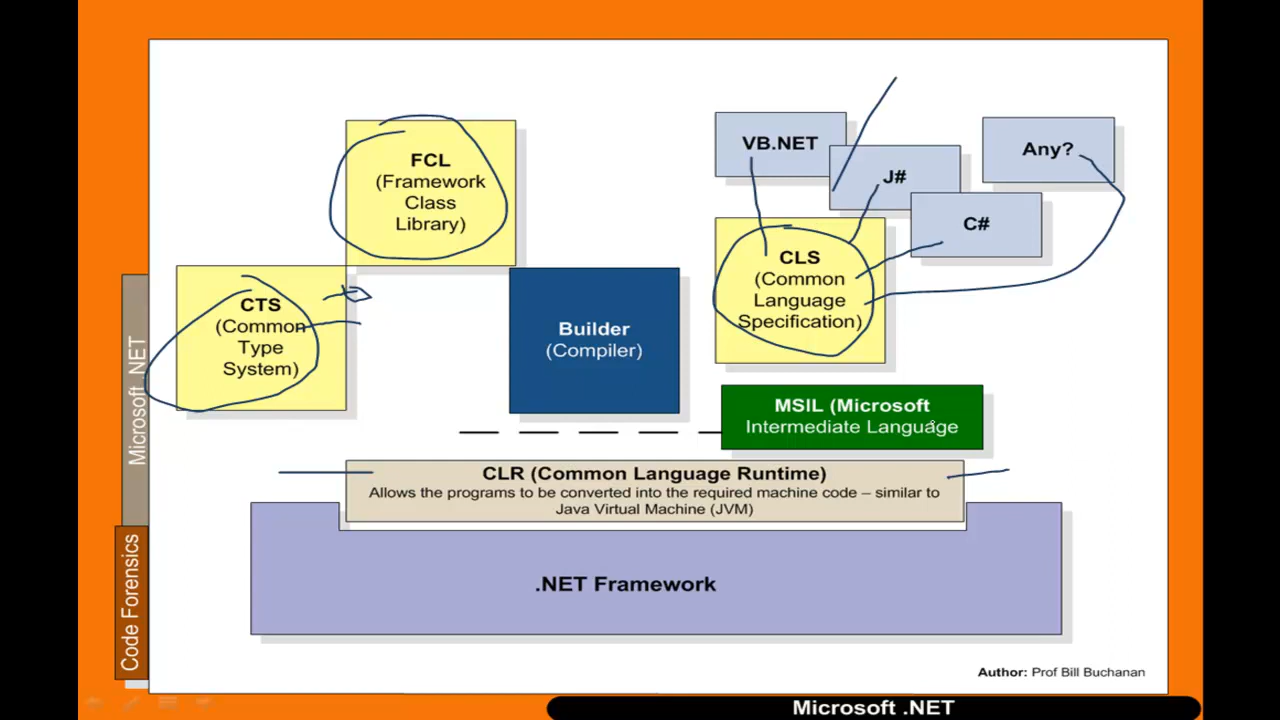 FCL
(Framework
Class
Library)
VB.NET
J#
Any?
C#
CTS
(Common
Type
System)
Builder
(Compiler)
CLS
(Common
Language
Specification)
MSIL (Microsoft
Intermediate Language
CLR (Common Language Runtime)
Allows the programs to be converted into the required machine code – similar to
Java Virtual Machine (JVM)
.NET Framework
Microsoft .NET
Code Forensics
Author: Prof Bill Buchanan
Microsoft .NET